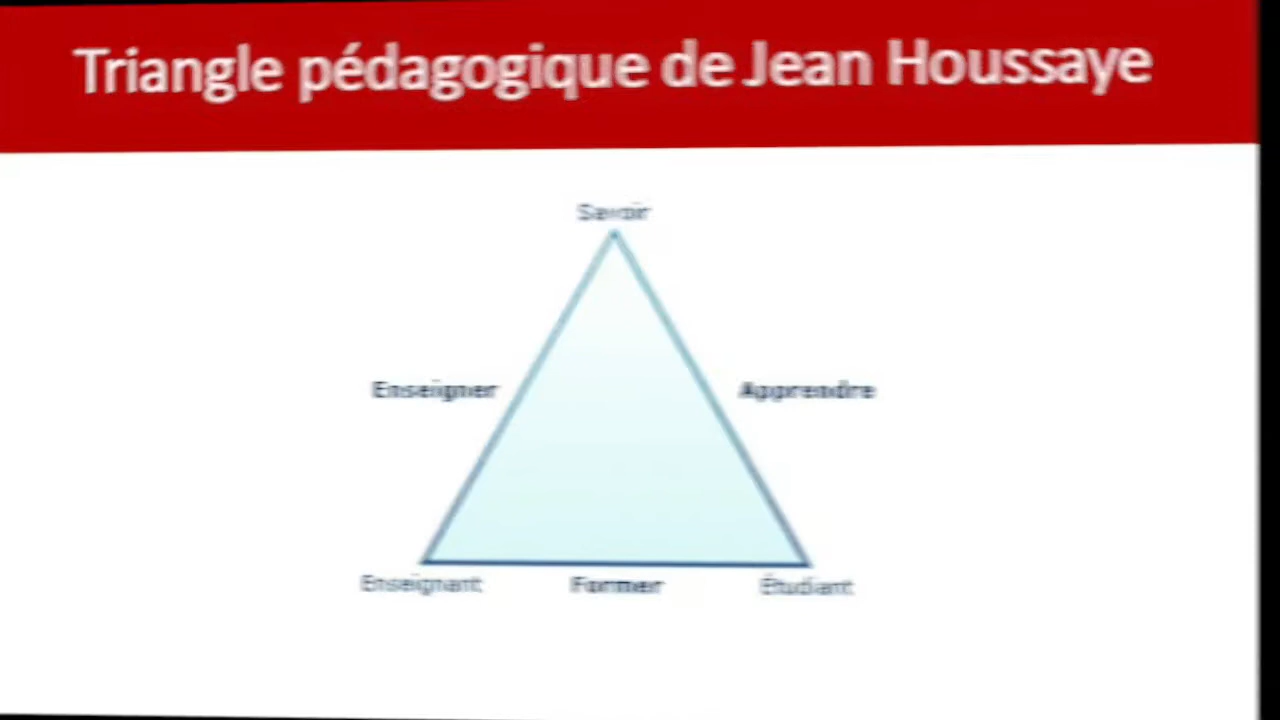 Triangle pédagogique de Jean Houssaye
Savoir
Enseigner
Apprendre
Enseignant
Former
Étudiant